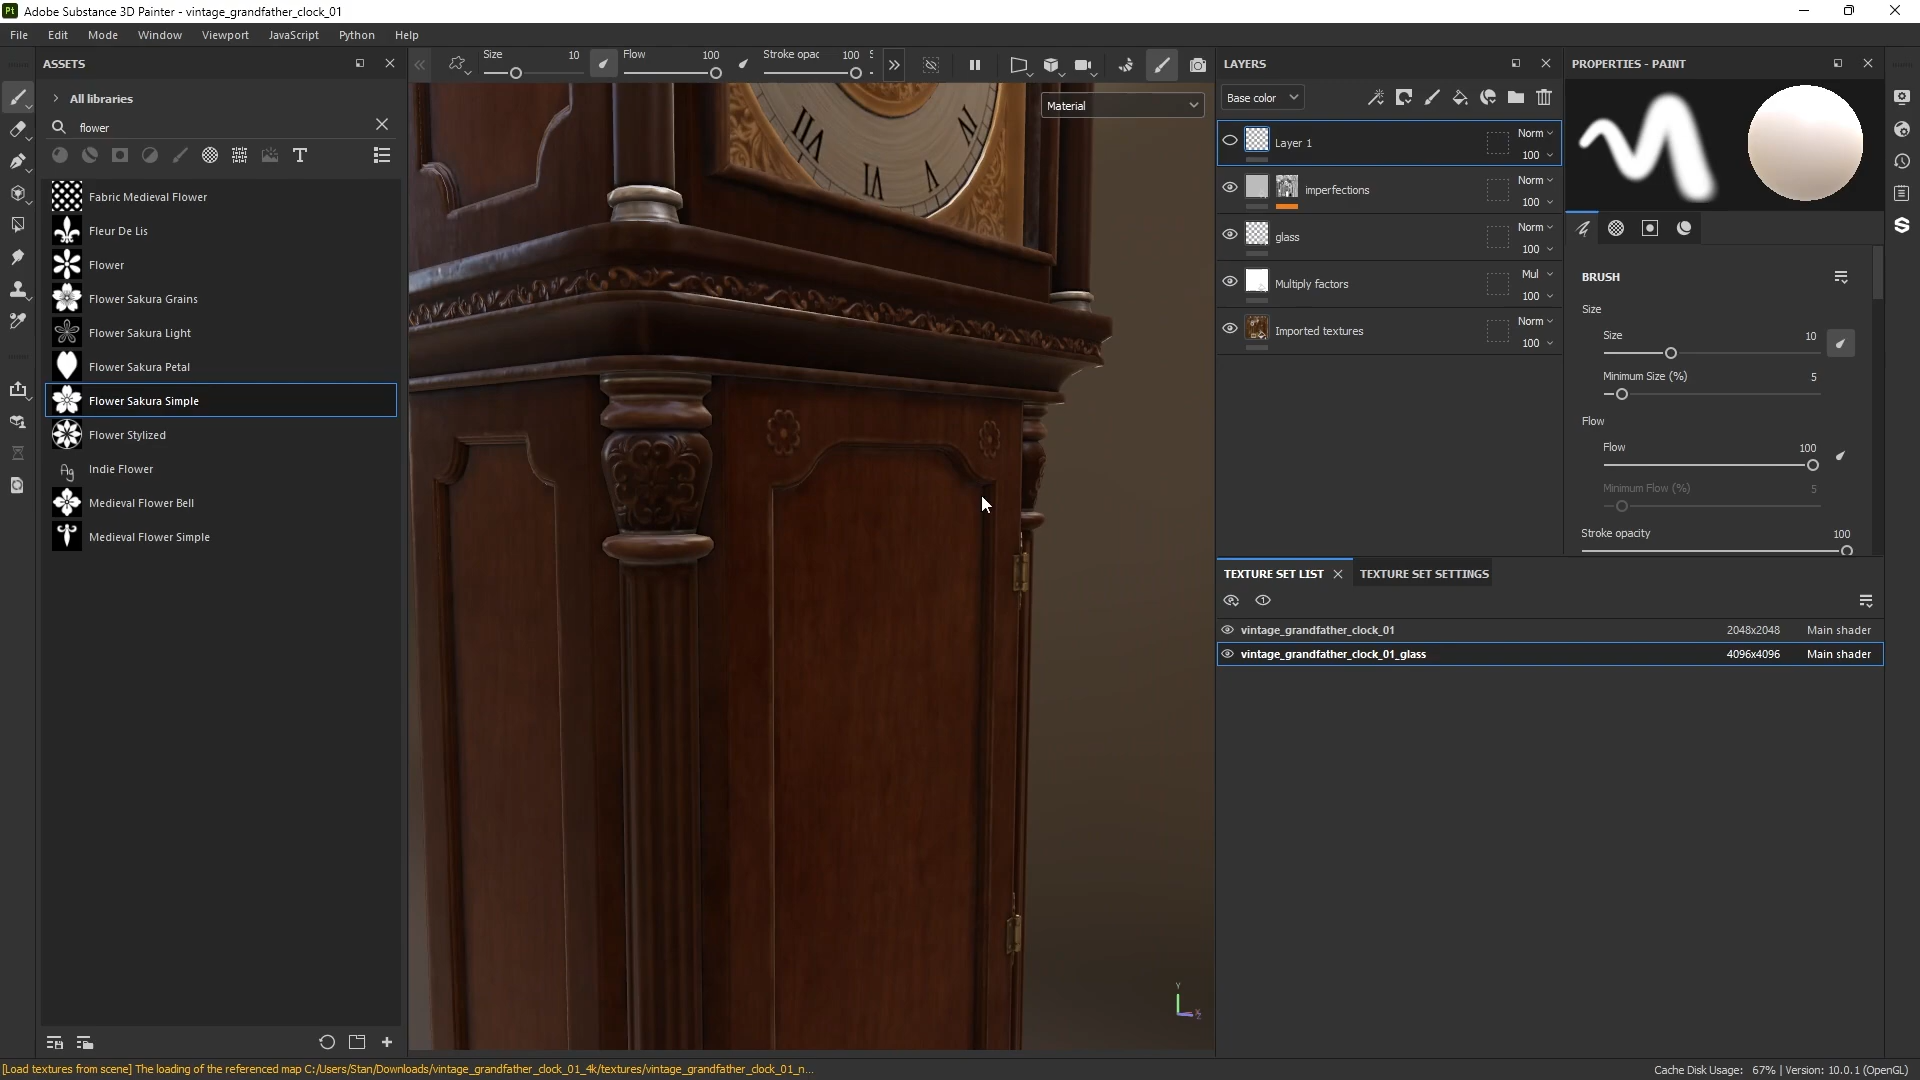 Pt Adobe Substance 3D Painter - vintage_grandfather_clock_01
File Edit Mode Window Viewport JavaScript Python Help
ASSETS
All libraries
flower
Fabric Medieval Flower
Fleur De Lis
Flower
Flower Sakura Grains
Flower Sakura Light
Flower Sakura Petal
Flower Sakura Simple
Flower Stylized
Ag Indie Flower
Medieval Flower Bell
Medieval Flower Simple
Size 10 Flow 100 Stroke opac 100 S
Material
VIII VI V IV
Y
LAYERS
Base color
Layer 1 Norm 100
imperfections Norm 100
glass Norm 100
Multiply factors Mul 100
Imported textures Norm 100
PROPERTIES - PAINT
BRUSH
Size
Size 10
Minimum Size (%) 5
Flow
Flow 100
Minimum Flow (%) 5
Stroke opacity 100
TEXTURE SET LIST TEXTURE SET SETTINGS
vintage_grandfather_clock_01 2048x2048 Main shader
vintage_grandfather_clock_01_glass 4096x4096 Main shader
[Load textures from scene] The loading of the referenced map C:/Users/Stan/Downloads/vintage_grandfather_clock_01_4k/textures/vintage_grandfather_clock_01_n...
Cache Disk Usage: 67% | Version: 10.0.1 (OpenGL)